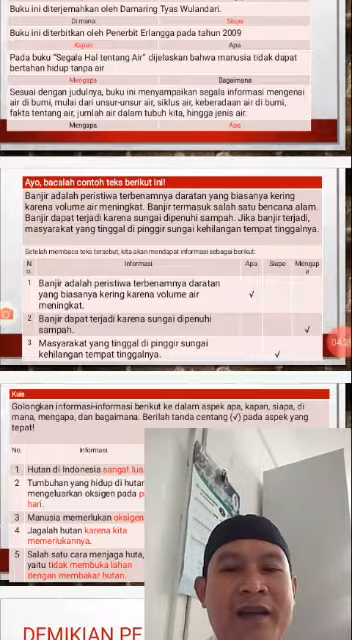 Buku ini diterjemahkan oleh Damaring Tyas Wulandari.
Dimana Siapa
Buku ini diterbitkan oleh Penerbit Erlangga pada tahun 2009
Kapan Apa
Pada buku "Segala Hal tentang Air" dijelaskan bahwa manusia tidak dapat
bertahan hidup tanpa air
Mengapa Bagaimana
Sesuai dengan judulnya, buku ini menyampaikan segala informasi mengenai
air di bumi, mulai dari unsur-unsur air, siklus air, keberadaan air di bumi,
fakta tentang air, jumlah air dalam tubuh kita, hingga jenis air.
Mengapa Apa
Ayo, bacalah contoh teks berikut ini!
Banjir adalah peristiwa terbenamnya daratan yang biasanya kering
karena volume air meningkat. Banjir termasuk salah satu bencana alam.
Banjir dapat terjadi karena sungai dipenuhi sampah. Jika banjir terjadi,
masyarakat yang tinggal di pinggir sungai kehilangan tempat tinggalnya.
Setelah membaca teks tersebut, kita akan mendapat informasi sebagai berikut:
N Informasi Apa Siapa Mengap
o. a
1 Banjir adalah peristiwa terbenamnya daratan
yang biasanya kering karena volume air √
meningkat.
2 Banjir dapat terjadi karena sungai dipenuhi
sampah. √
3 Masyarakat yang tinggal di pinggir sungai
kehilangan tempat tinggalnya. √
Kuis
Golongkan informasi-informasi berikut ke dalam aspek apa, kapan, siapa, di
mana, mengapa, dan bagaimana. Berilah tanda centang (√) pada aspek yang
tepat!
No Informasi
1 Hutan di Indonesia sangat lua
2 Tumbuhan yang hidup di hutan
mengeluarkan oksigen pada
hari.
3 Manusia memerlukan oksigen
4 Jagalah hutan karena kita
memerlukannya.
5 Salah satu cara menjaga huta,
yaitu tidak membuka lahan
dengan membakar hutan.
DEMIKIAN PE